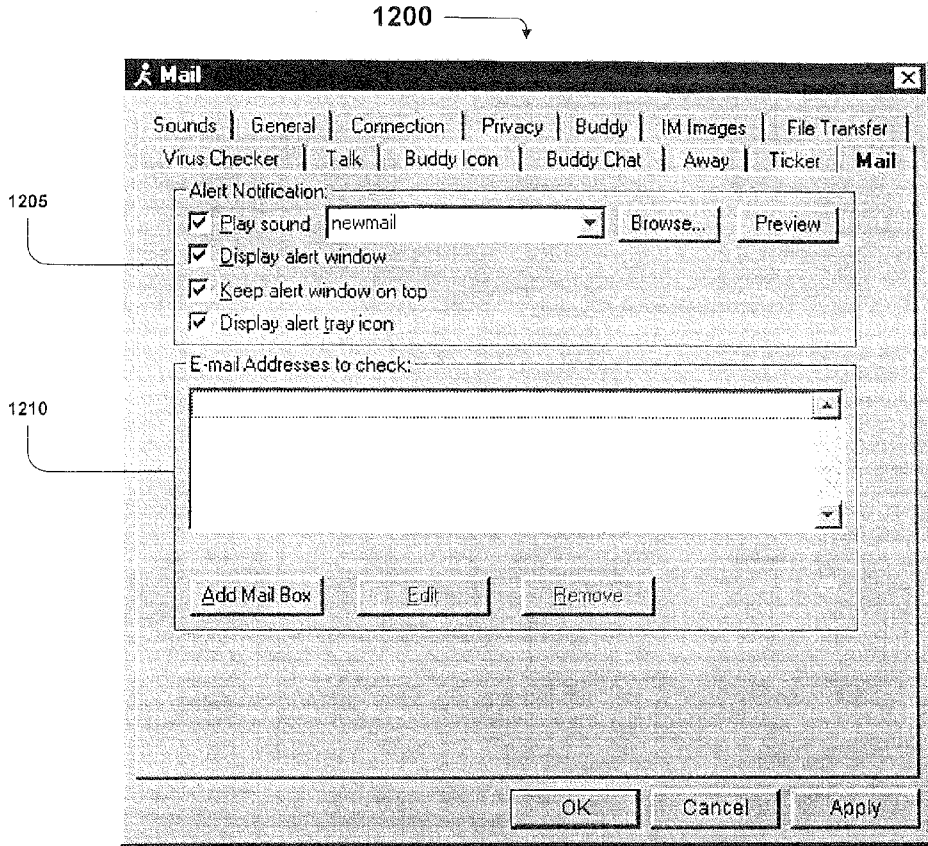 1200
Mail
Sounds General Connection Privacy Buddy IM Images File Transfer
Virus Checker Talk Buddy Icon Buddy Chat Away Ticker Mail
Alert Notification:
1205
Play sound newmail Browse... Preview
Display alert window
Keep alert window on top
Display alert tray icon
E-mail Addresses to check:
1210
Add Mail Box Edit Remove
OK Cancel Apply